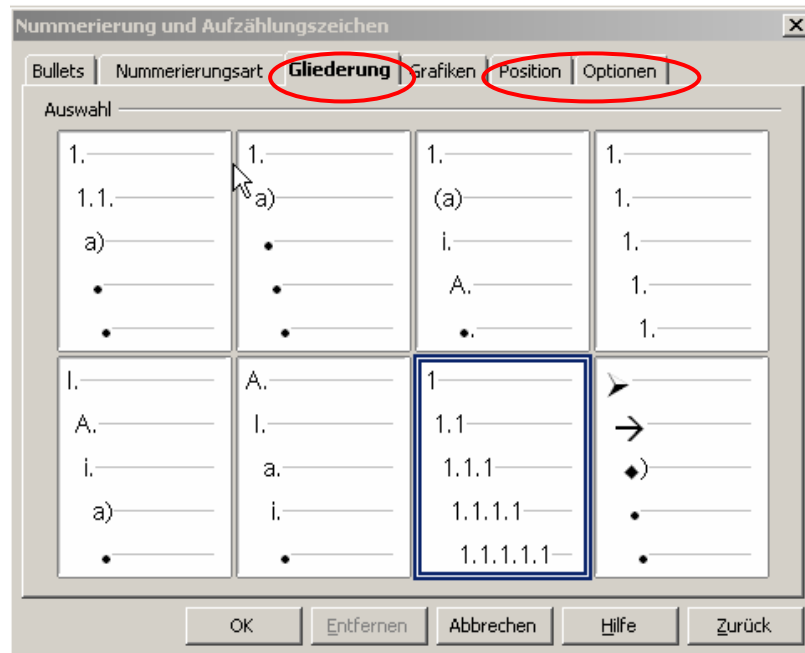 Nummerierung und Aufzählungszeichen
Bullets Nummerierungsart Gliederung Grafiken Position Optionen
Auswahl
1. 1. 1. 1.
1.1. a) (a) 1.
a) • i. 1.
• • A. 1.
• • •. 1.
I. A. 1 ➢
A. I. 1.1 →
i. a. 1.1.1 ◆)
a) i. 1.1.1.1 •
• • 1.1.1.1.1 •
OK Entfernen Abbrechen Hilfe Zurück